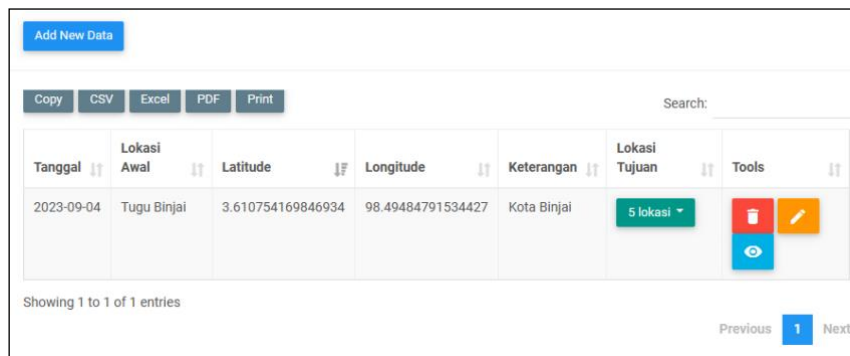 Add New Data
Copy CSV Excel PDF Print
Search:
Tanggal Lokasi Awal Latitude Longitude Keterangan Lokasi Tujuan Tools
2023-09-04 Tugu Binjai 3.610754169846934 98.49484791534427 Kota Binjai 5 lokasi
Showing 1 to 1 of 1 entries
Previous 1 Next